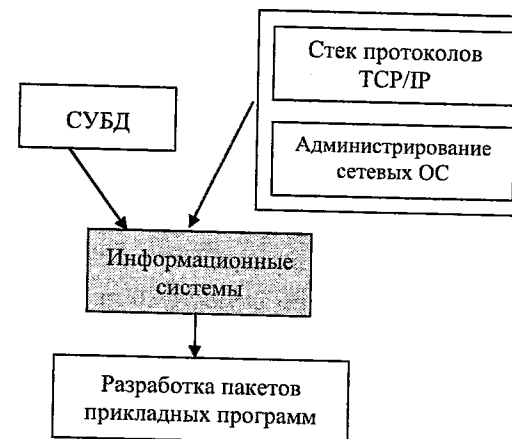 Стек протоколов
TCP/IP
СУБД
Администрирование
сетевых ОС
Информационные
системы
Разработка пакетов
прикладных программ